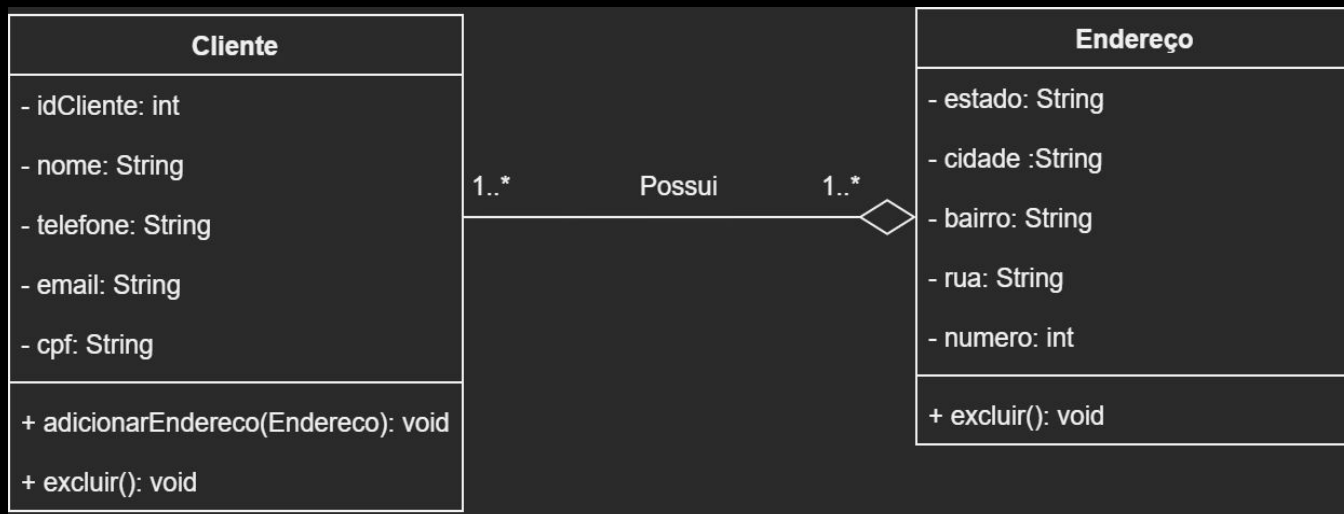 Cliente
- idCliente: int
- nome: String
- telefone: String
- email: String
- cpf: String
+ adicionarEndereco(Endereco): void
+ excluir(): void
1..*
Possui
1..*
Endereço
- estado: String
- cidade :String
- bairro: String
- rua: String
- numero: int
+ excluir(): void